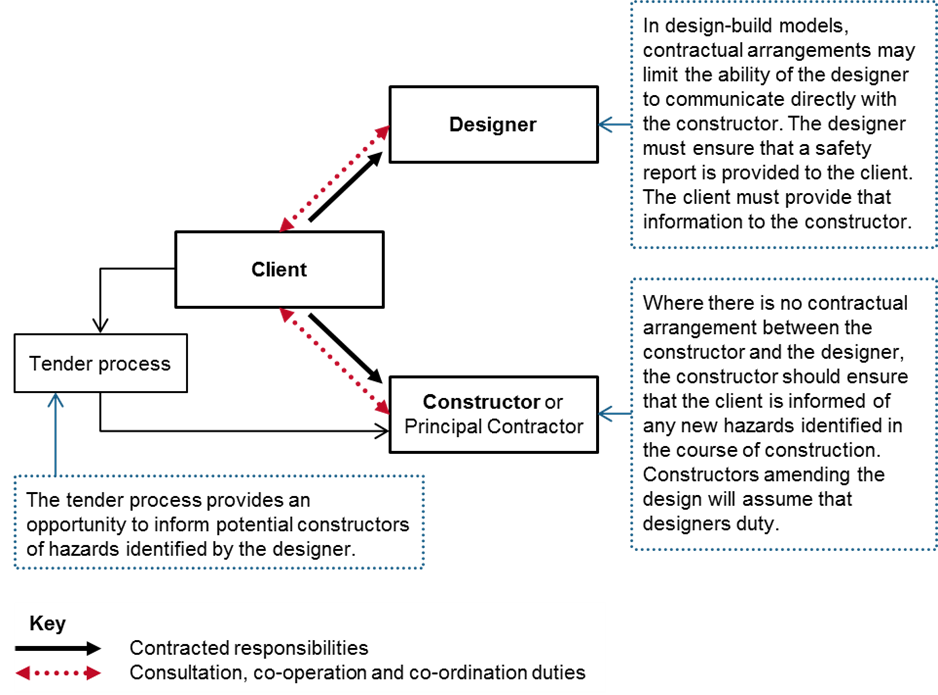 In design-build models,
contractual arrangements may
limit the ability of the designer
to communicate directly with
the constructor. The designer
must ensure that a safety
report is provided to the client.
The client must provide that
information to the constructor.
Designer
Client
Where there is no contractual
arrangement between the
constructor and the designer,
the constructor should ensure
that the client is informed of
any new hazards identified in
the course of construction.
Constructors amending the
design will assume that
designers duty.
Tender process
Constructor or
Principal Contractor
The tender process provides an
opportunity to inform potential constructors
of hazards identified by the designer.
Key
Contracted responsibilities
Consultation, co-operation and co-ordination duties